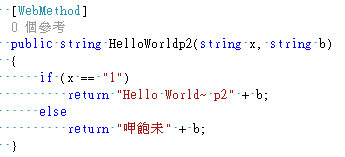 [WebMethod]
0 個參考
public string HelloWorldp2(string x, string b)
{
if (x == "1")
return "Hello World~ p2" + b;
else
return "呷飽未" + b;
}